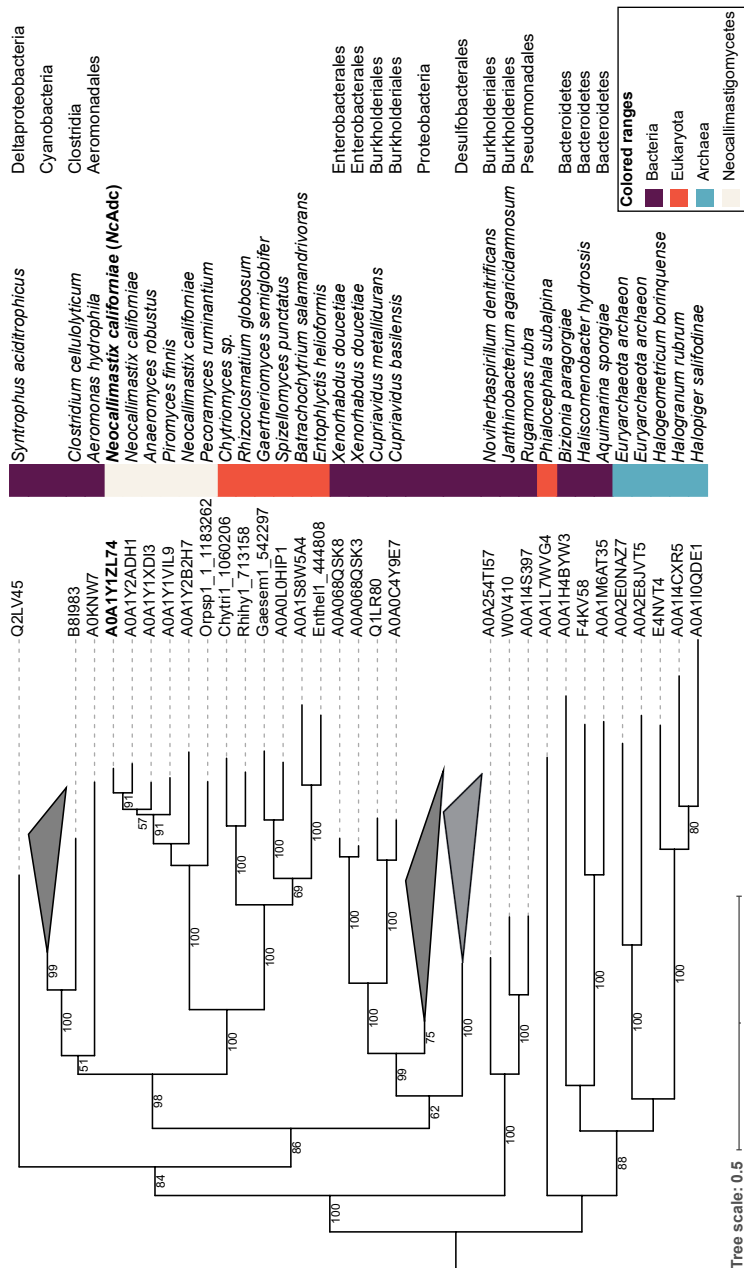 Q2LV45 Syntrophus aciditrophicus Deltaproteobacteria
Cyanobacteria
B8I983 Clostridium cellulolyticum Clostridia
A0KNW7 Aeromonas hydrophila Aeromonadales
A0A1Y1ZL74 Neocallimastix californiae (NcAdc)
A0A1Y2ADH1 Neocallimastix californiae
A0A1Y1XDI3 Anaeromyces robustus
A0A1Y1VIL9 Piromyces finnis
A0A1Y2B2H7 Neocallimastix californiae
Orpsp1_1_1183262 Pecoramyces ruminantium
Chytri1_1060206 Chytriomyces sp.
Rhihy1_713158 Rhizoclosmatium globosum
Gaesem1_542297 Gaertneriomyces semiglobifer
A0A0L0HIP1 Spizellomyces punctatus
A0A1S8W5A4 Batrachochytrium salamandrivorans
Enthel1_444808 Entophlyctis helioformis
A0A068QSK8 Xenorhabdus doucetiae Enterobacterales
A0A068QSK3 Xenorhabdus doucetiae Enterobacterales
Q1LR80 Cupriavidus metallidurans Burkholderiales
A0A0C4Y9E7 Cupriavidus basilensis Burkholderiales
Proteobacteria
Desulfobacterales
A0A254TI57 Noviherbaspirillum denitrificans Burkholderiales
W0V410 Janthinobacterium agaricidamnosum Burkholderiales
A0A1I4S397 Rugamonas rubra Pseudomonadales
A0A1L7WVG4 Phialocephala subalpina
A0A1H4BYW3 Bizionia paragorgiae Bacteroidetes
F4KV58 Haliscomenobacter hydrossis Bacteroidetes
A0A1M6AT35 Aquimarina spongiae Bacteroidetes
A0A2E0NAZ7 Euryarchaeota archaeon
A0A2E8JVT5 Euryarchaeota archaeon
E4NVT4 Halogeometricum borinquense
A0A1I4CXR5 Halogranum rubrum
A0A1I0QDE1 Halopiger salifodinae
99
100
51
91
57
91
100
100
100
100
69
100
100
98
100
100
100
75
99
100
62
86
84
100
100
100
100
100
100
80
88
Colored ranges
Bacteria
Eukaryota
Archaea
Neocallimastigomycetes
Tree scale: 0.5